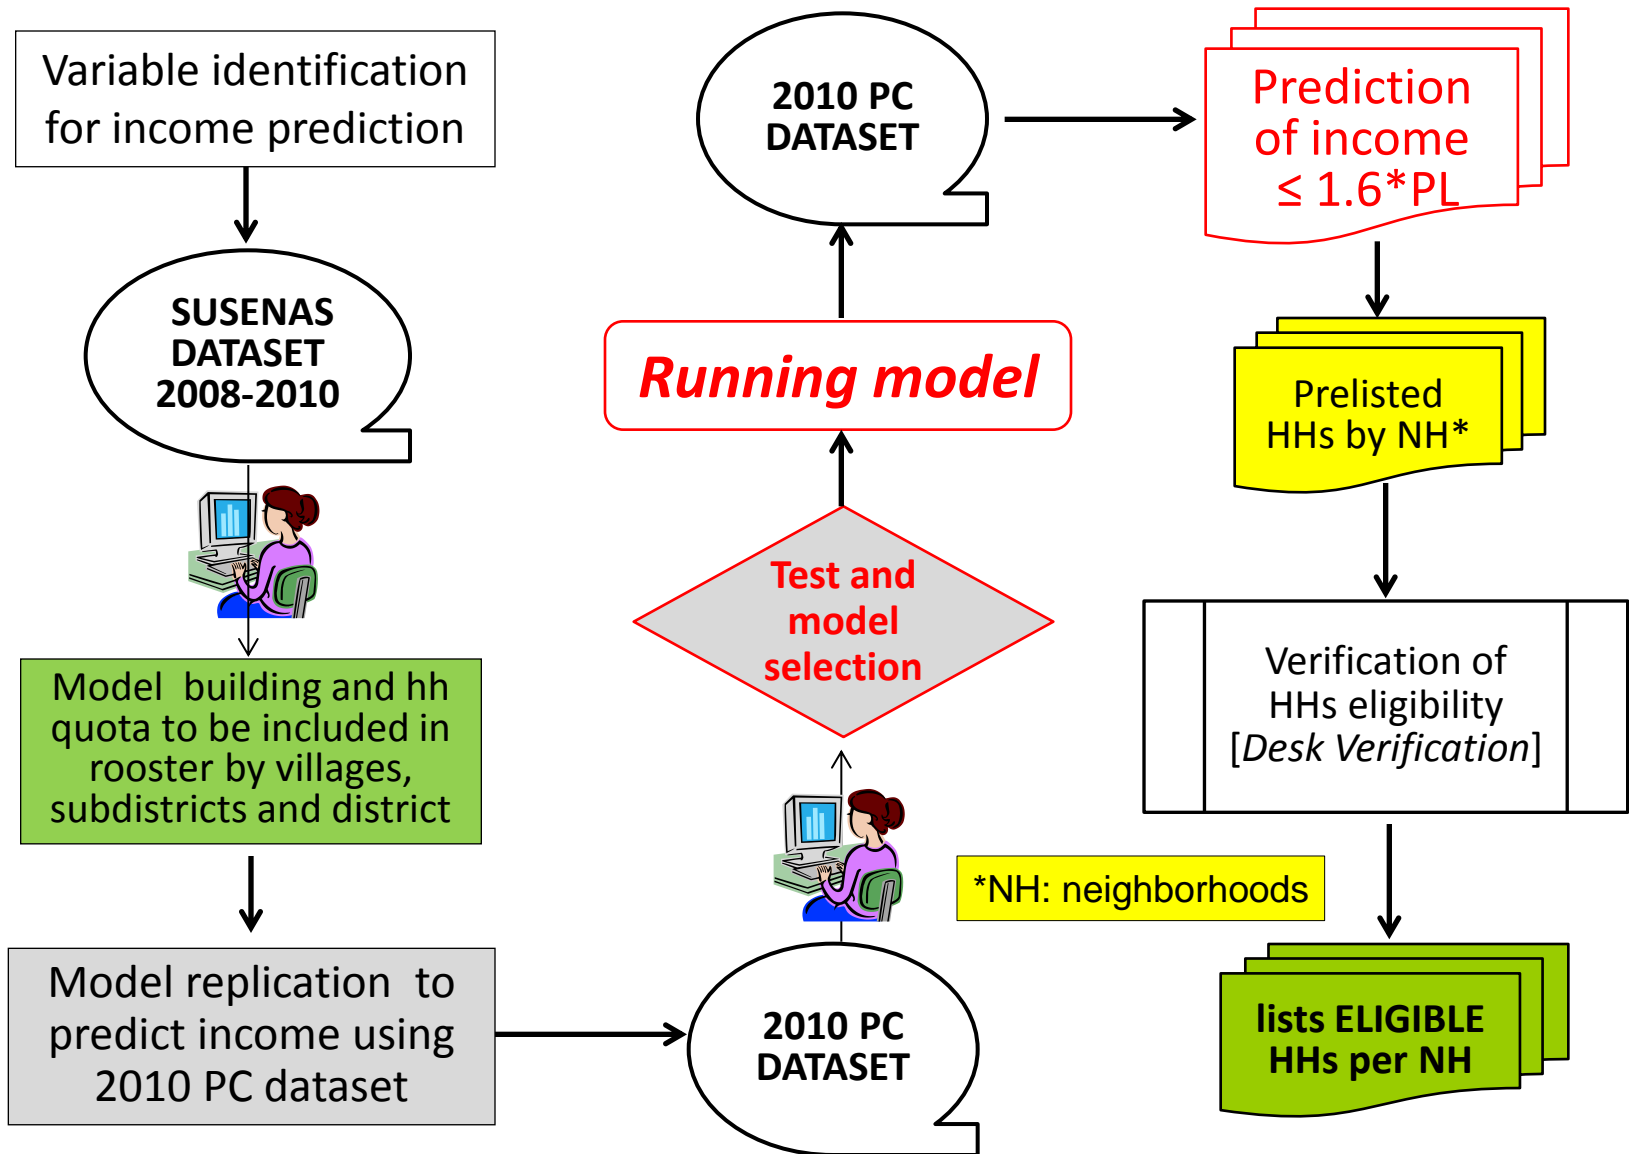 Variable identification
for income prediction
SUSENAS
DATASET
2008-2010
Model building and hh
quota to be included in
rooster by villages,
subdistricts and district
Model replication to
predict income using
2010 PC dataset
2010 PC
DATASET
Test and
model
selection
Running model
2010 PC
DATASET
Prediction
of income
≤ 1.6*PL
Prelisted
HHs by NH*
Verification of
HHs eligibility
[Desk Verification]
*NH: neighborhoods
lists ELIGIBLE
HHs per NH